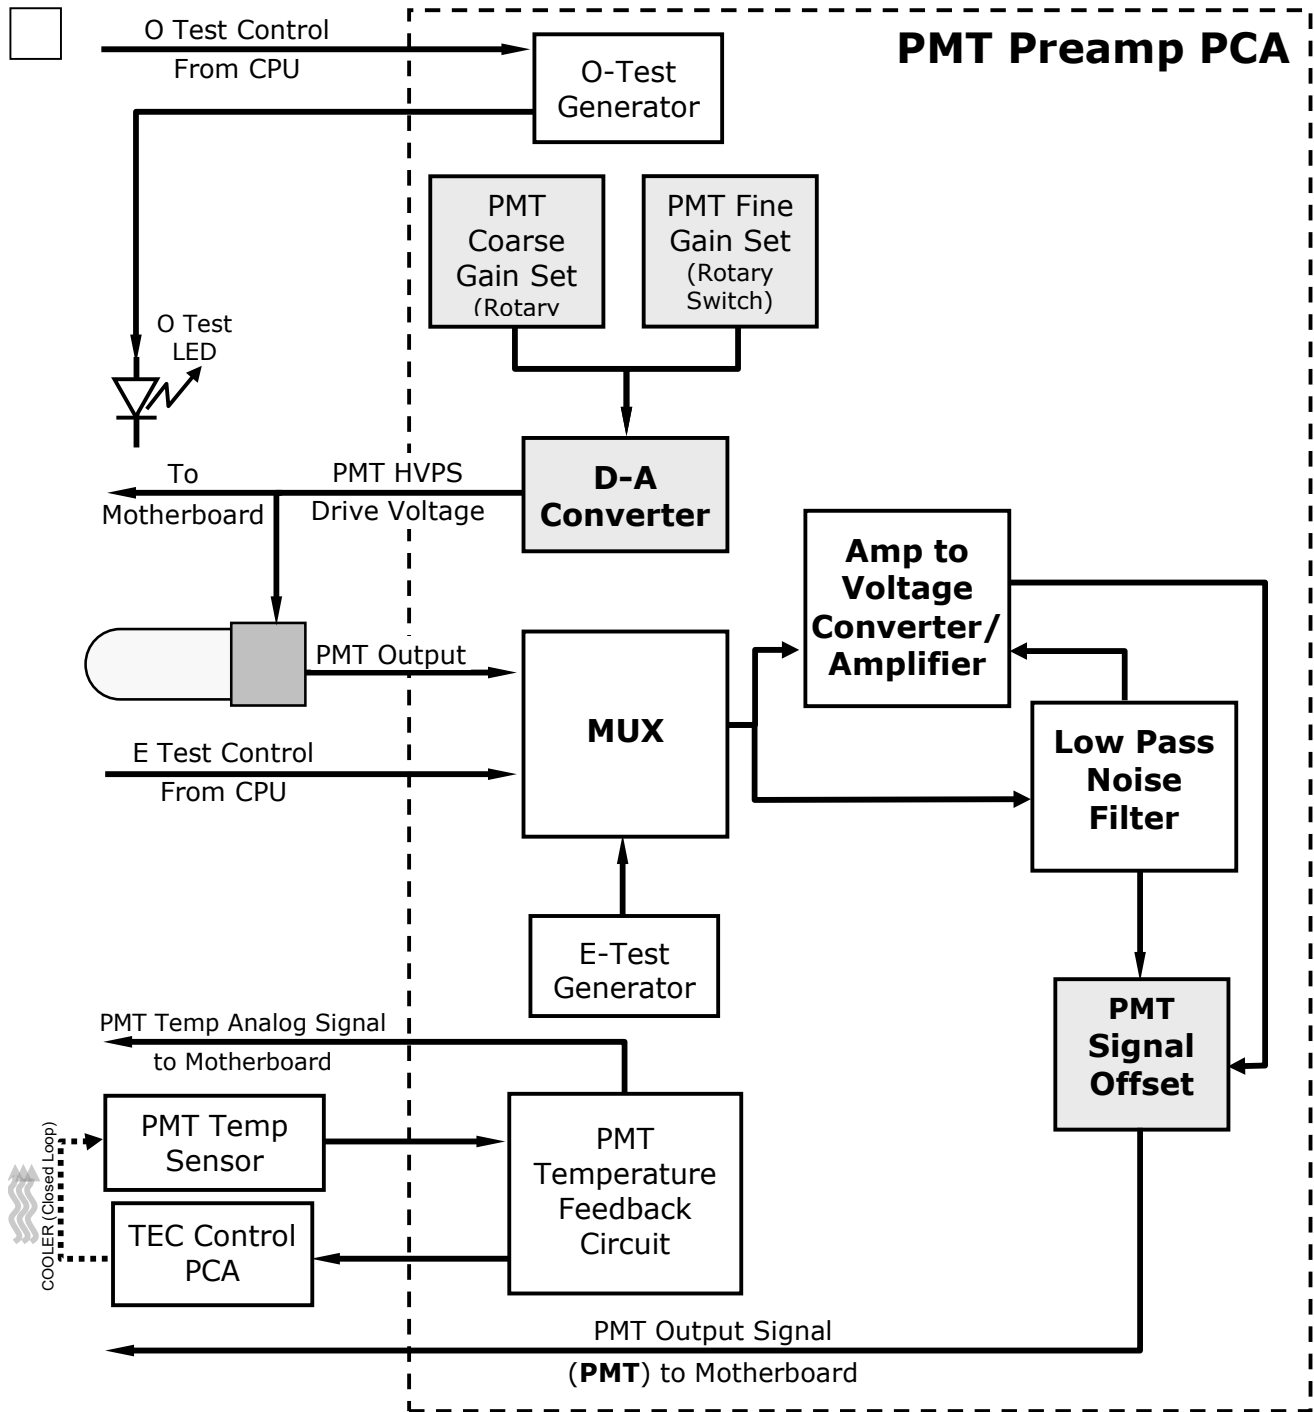 O Test Control
From CPU
PMT Preamp PCA
O-Test
Generator
PMT
Coarse
Gain Set
(Rotary
PMT Fine
Gain Set
(Rotary
Switch)
O Test
LED
To
Motherboard
PMT HVPS
Drive Voltage
D-A
Converter
Amp to
Voltage
Converter/
Amplifier
PMT Output
MUX
Low Pass
Noise
Filter
E Test Control
From CPU
E-Test
Generator
PMT
Signal
Offset
PMT Temp Analog Signal
to Motherboard
PMT Temp
Sensor
PMT
Temperature
Feedback
Circuit
COOLER (Closed Loop)
TEC Control
PCA
PMT Output Signal
(PMT) to Motherboard